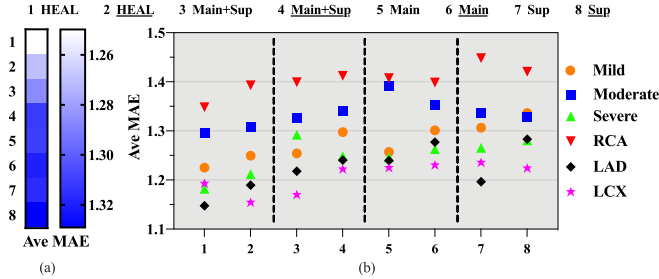 1 HEAL 2 HEAL 3 Main+Sup 4 Main+Sup 5 Main 6 Main 7 Sup 8 Sup
1
2
3
4
5
6
7
8
1.26
1.28
1.30
1.32
Ave MAE
(a)
Ave MAE
1.5
1.4
1.3
1.2
1.1
1 2 3 4 5 6 7 8
(b)
Mild
Moderate
Severe
RCA
LAD
LCX